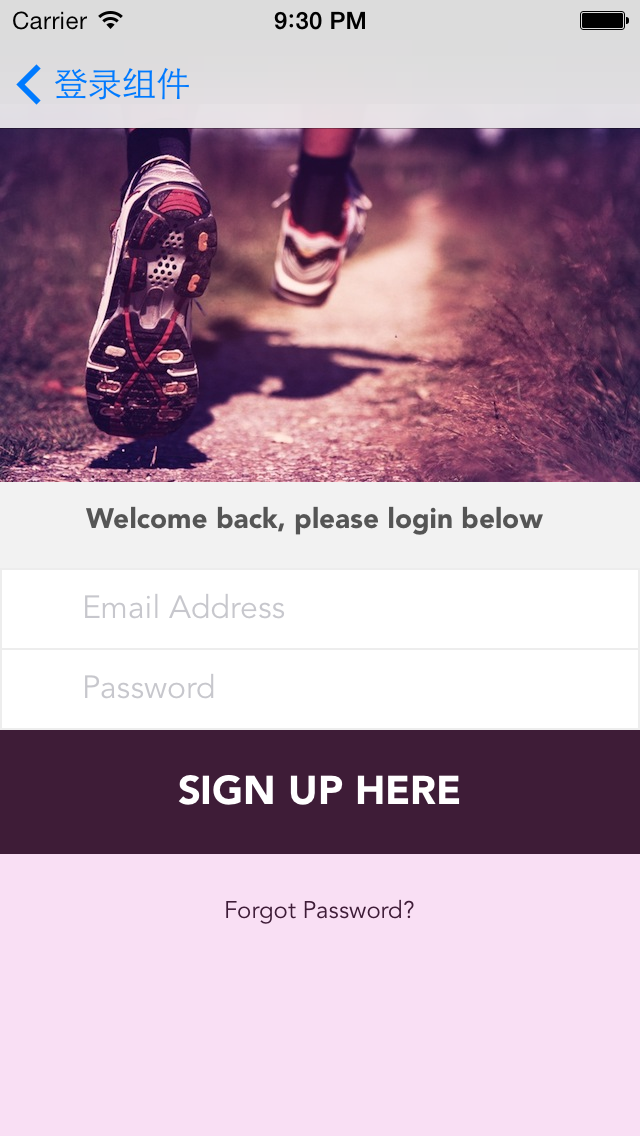 Carrier 9:30 PM
登录组件
Welcome back, please login below
Email Address
Password
SIGN UP HERE
Forgot Password?